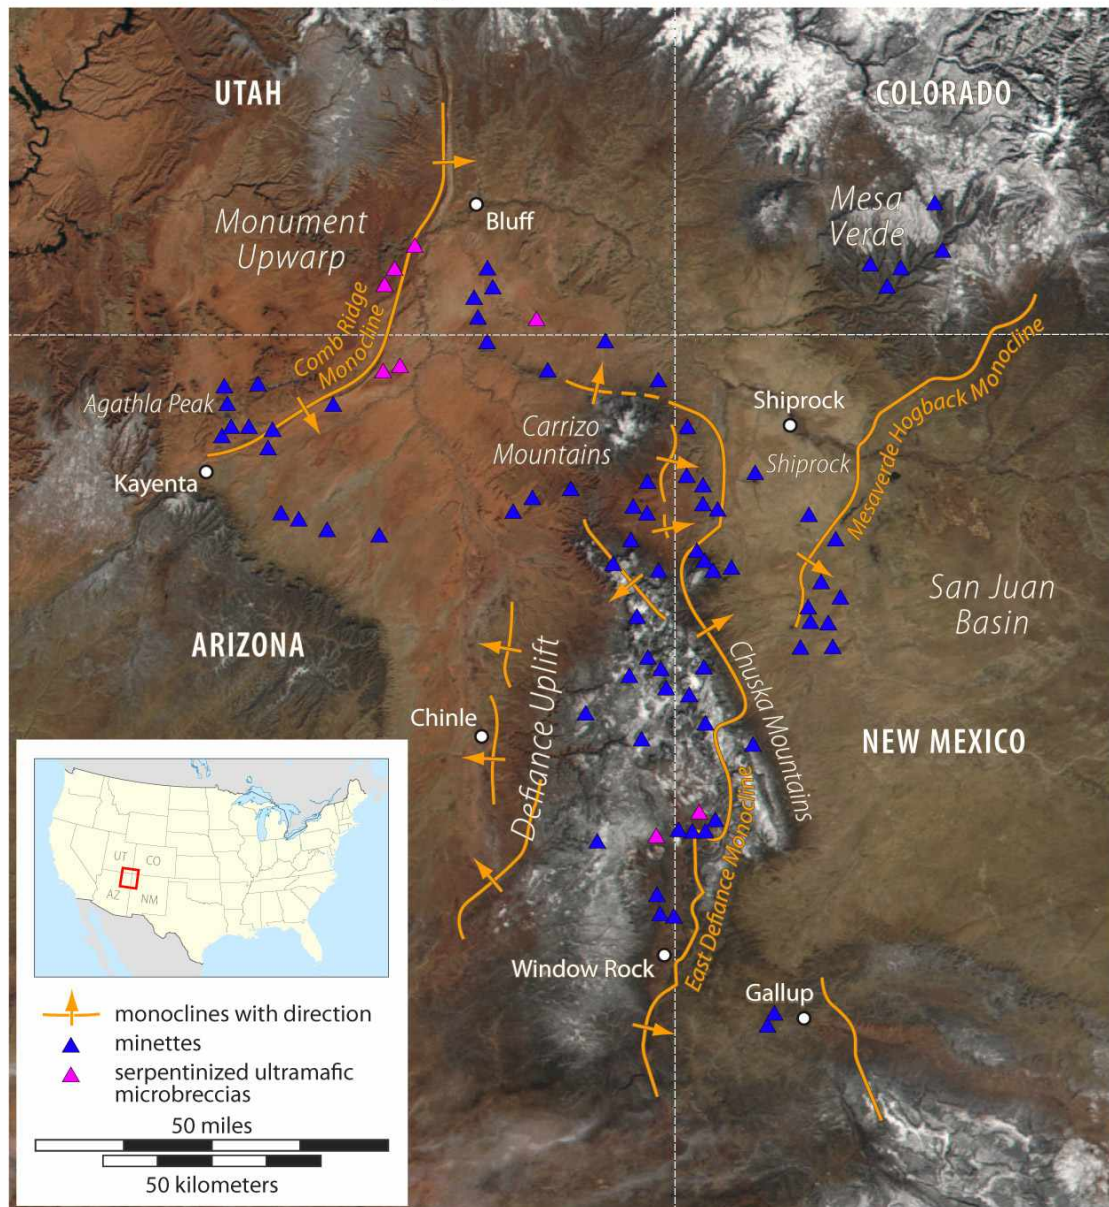 UTAH
COLORADO
Monument
Upwarp
Bluff
Mesa
Verde
Comb Ridge
Monocline
Agathla Peak
Kayenta
Carrizo
Mountains
Shiprock
Shiprock
Mesaverde Hogback Monocline
San Juan
Basin
ARIZONA
Chinle
Defiance Uplift
Chuska Mountains
NEW MEXICO
East Defiance Monocline
Window Rock
Gallup
UT
CO
AZ
NM
monoclines with direction
minettes
serpentinized ultramafic
microbreccias
50 miles
50 kilometers